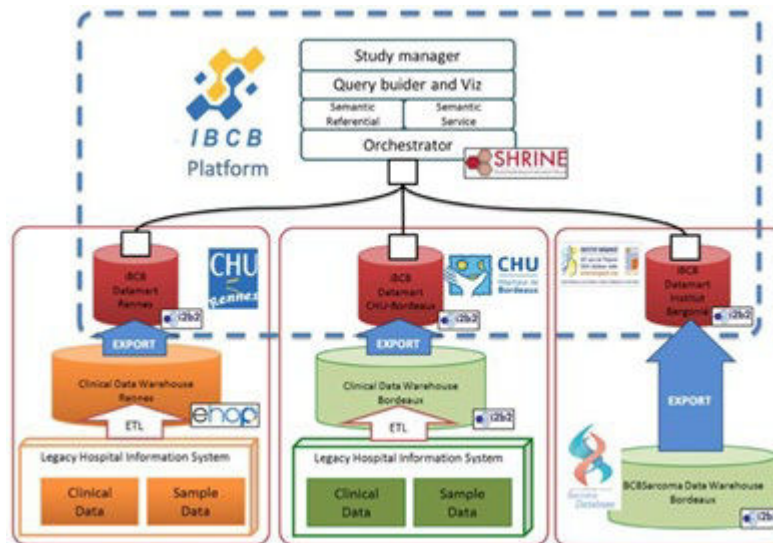 Study manager
Query buider and Viz
Semantic
Referential
Semantic
Service
Orchestrator
SHRINE
IBCB
Platform
iBCB
Datamart
Rennes
CHU
Rennes
i2b2
iBCB
Datamart
CHU-Bordeaux
CHU
Bordeaux
i2b2
iBCB
Datamart
Institut
Bergonié
i2b2
EXPORT
EXPORT
EXPORT
Clinical Data Warehouse
Rennes
ehop
Clinical Data Warehouse
Bordeaux
i2b2
ETL
ETL
Legacy Hospital Information System
Clinical
Data
Sample
Data
Legacy Hospital Information System
Clinical
Data
Sample
Data
BCBSarcoma Data Warehouse
Bordeaux
i2b2